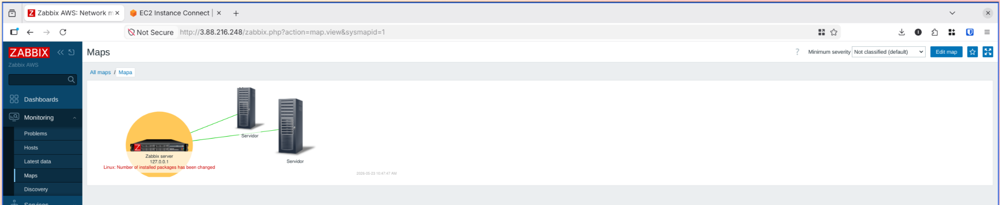 Zabbix AWS: Network m
EC2 Instance Connect |
Not Secure http://3.88.216.248/zabbix.php?action=map.view&sysmapid=1
ZABBIX
Zabbix AWS
Maps
? Minimum severity Not classified (default) Edit map
All maps / Mapa
Dashboards
Monitoring
Problems
Hosts
Latest data
Maps
Discovery
Services
Servidor
Servidor
Z
Zabbix server
127.0.0.1
Linux: Number of installed packages has been changed
2026-05-23 10:47:47 AM